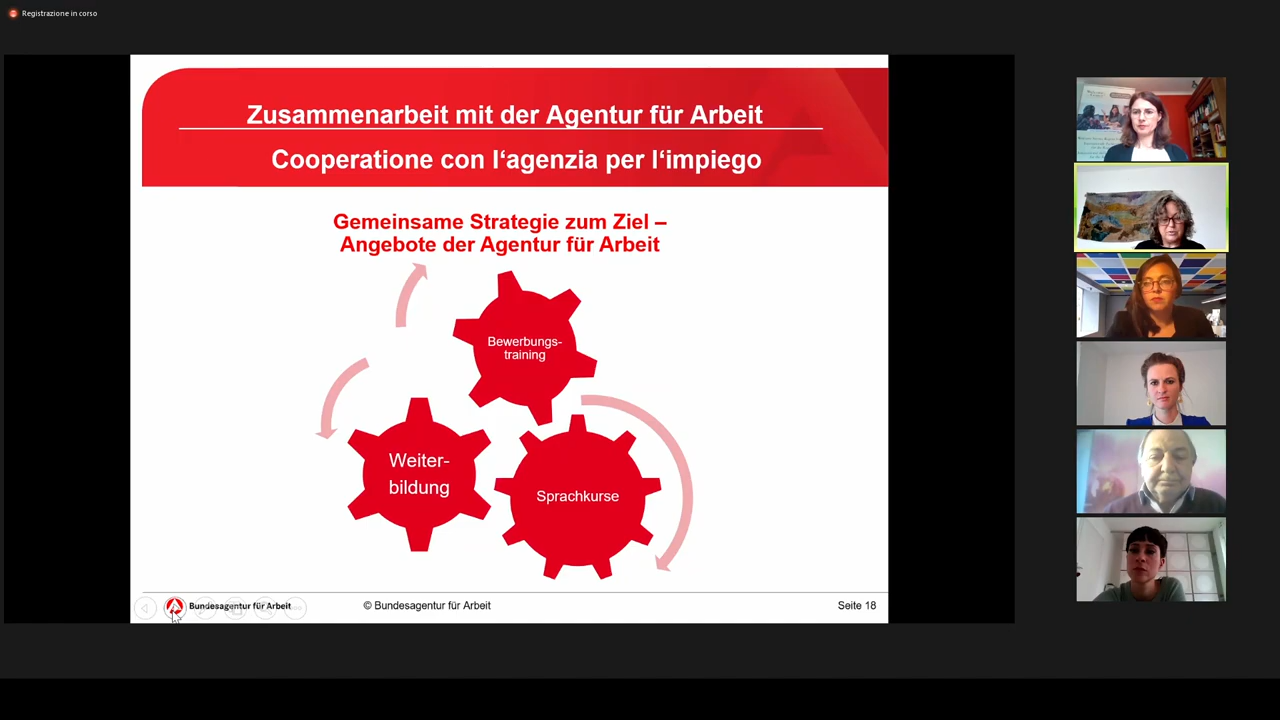 Registrazione in corso
Zusammenarbeit mit der Agentur für Arbeit
Cooperatione con l‘agenzia per l‘impiego
Gemeinsame Strategie zum Ziel –
Angebote der Agentur für Arbeit
Bewerbungs-
training
Weiter-
bildung
Sprachkurse
Bundesagentur für Arbeit
© Bundesagentur für Arbeit
Seite 18